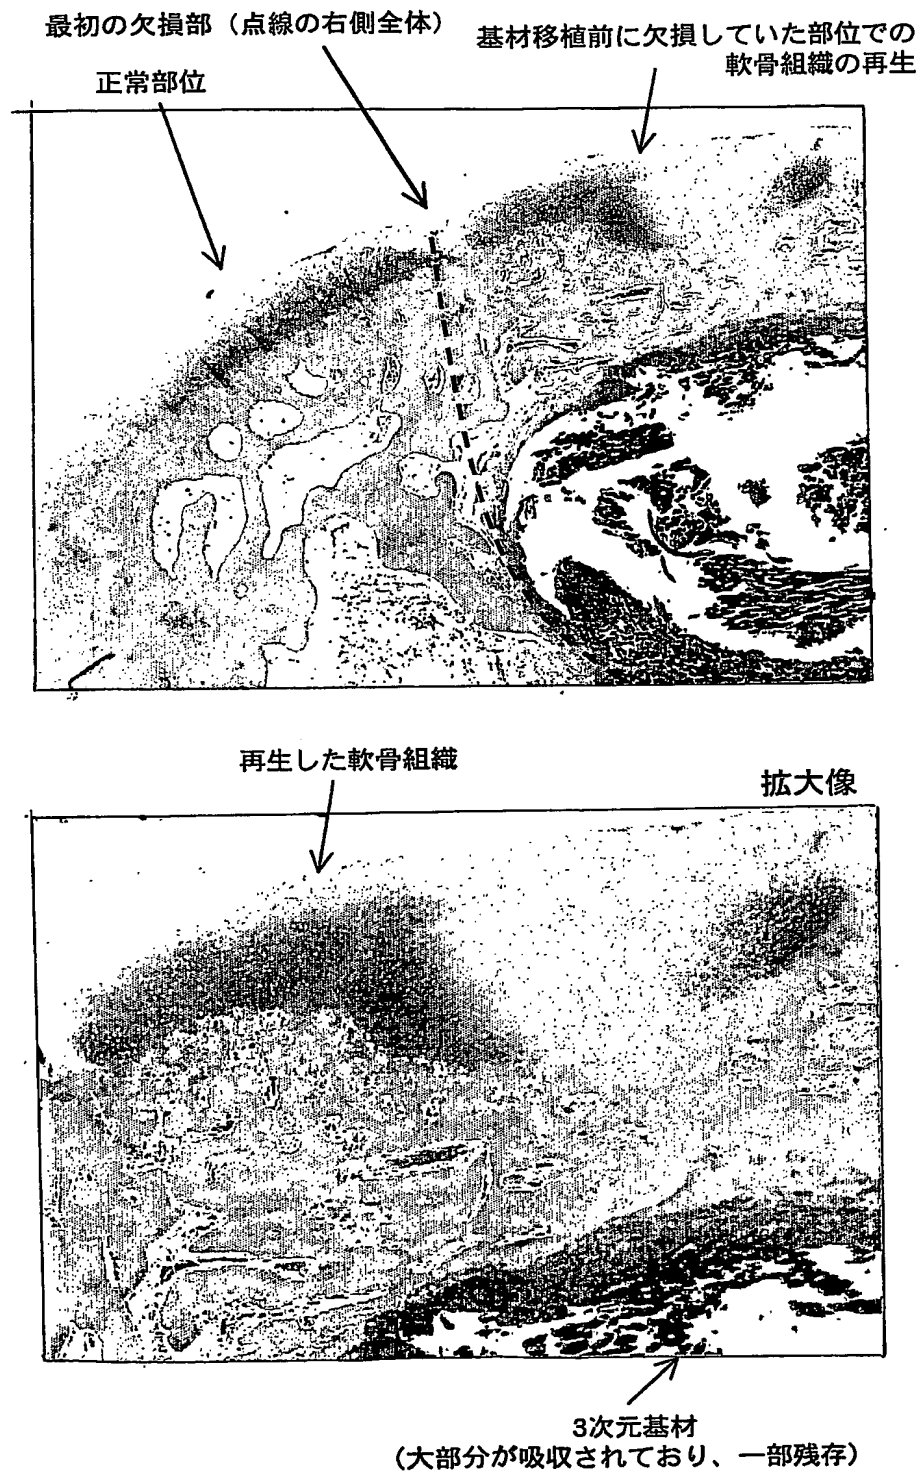 最初の欠損部（点線の右側全体）
基材移植前に欠損していた部位での
軟骨組織の再生
正常部位
再生した軟骨組織
拡大像
3次元基材
（大部分が吸収されており、一部残存）